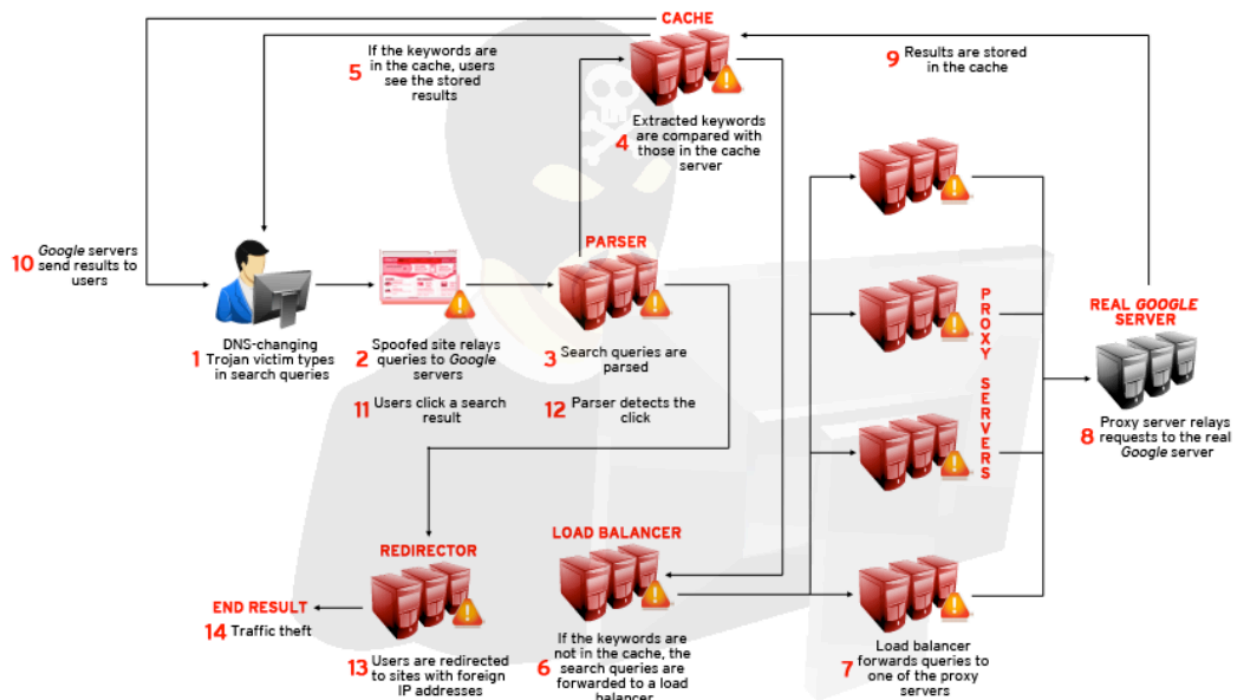 CACHE
5 If the keywords are
in the cache, users
see the stored
results
9 Results are stored
in the cache
4 Extracted keywords
are compared with
those in the cache
server
10 Google servers
send results to
users
PARSER
PROXY SERVERS
REAL GOOGLE
SERVER
1 DNS-changing
Trojan victim types
in search queries
2 Spoofed site relays
queries to Google
servers
3 Search queries are
parsed
11 Users click a search
result
12 Parser detects the
click
8 Proxy server relays
requests to the real
Google server
REDIRECTOR
LOAD BALANCER
END RESULT
14 Traffic theft
13 Users are redirected
to sites with foreign
IP addresses
6 If the keywords are
not in the cache, the
search queries are
forwarded to a load
balancer
7 Load balancer
forwards queries to
one of the proxy
servers